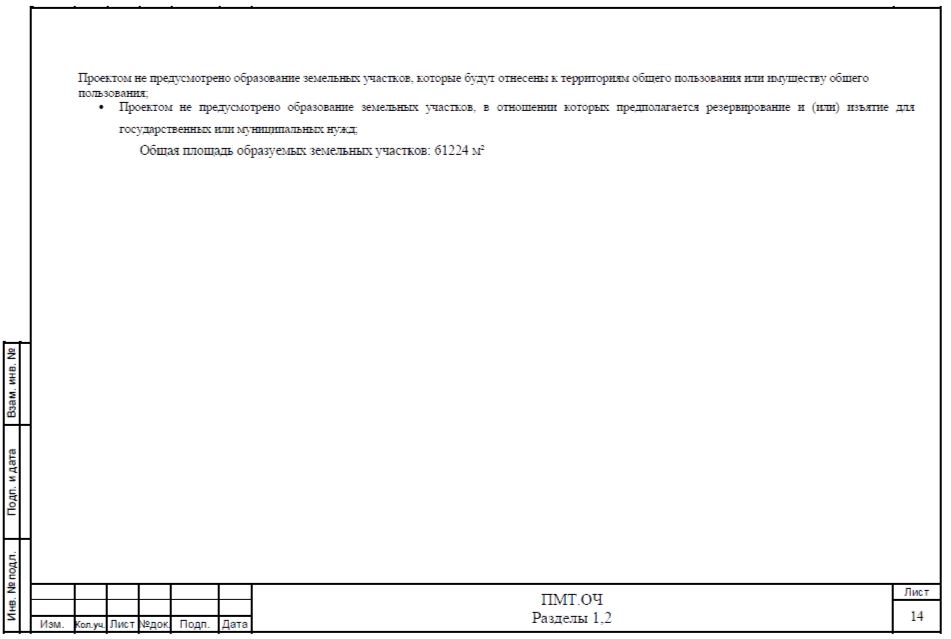 Проектом не предусмотрено образование земельных участков, которые будут отнесены к территориям общего пользования или имуществу общего
пользования;
• Проектом не предусмотрено образование земельных участков, в отношении которых предполагается резервирование и (или) изъятие для
государственных или муниципальных нужд;
Общая площадь образуемых земельных участков: 61224 м²
Взам. инв. №
Подп. и дата
Инв. № подл.
Изм. Кол.уч. Лист №док. Подп. Дата
ПМТ.ОЧ
Разделы 1,2
Лист
14